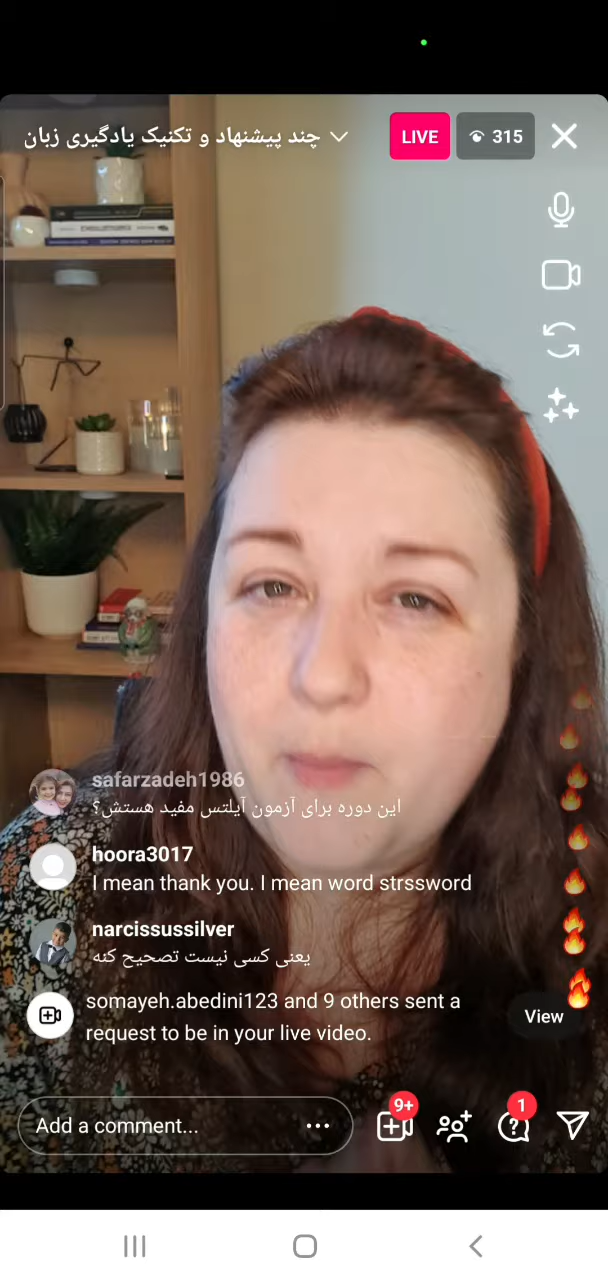 چند پیشنهاد و تکنیک یادگیری زبان
LIVE
315
safarzadeh1986
این دوره برای آزمون آیلتس مفید هستش؟
hoora3017
I mean thank you. I mean word strssword
narcissussilver
یعنی کسی نیست تصحیح کنه
somayeh.abedini123 and 9 others sent a
request to be in your live video.
View
Add a comment...
9+
1